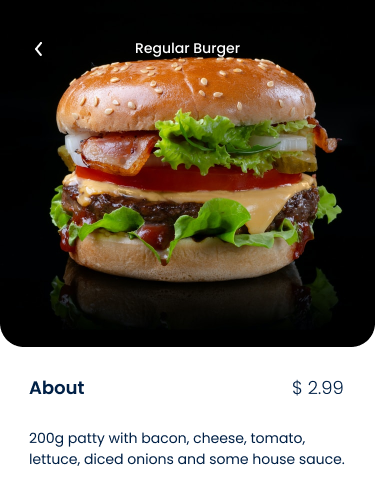 Regular Burger
About
$ 2.99
200g patty with bacon, cheese, tomato,
lettuce, diced onions and some house sauce.